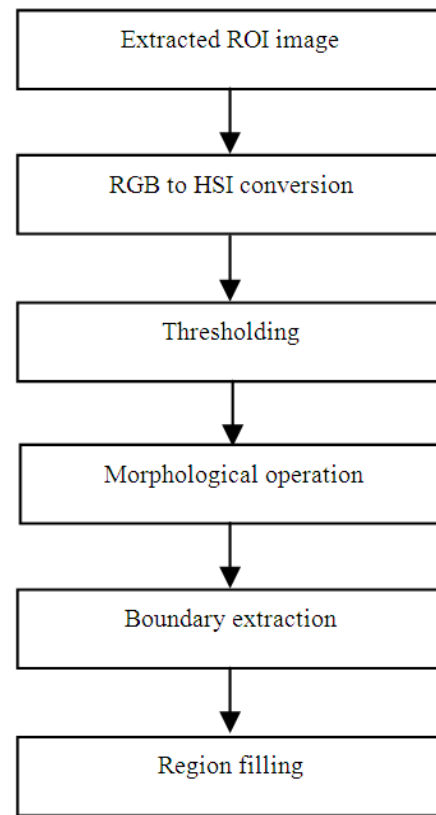 Extracted ROI image
RGB to HSI conversion
Thresholding
Morphological operation
Boundary extraction
Region filling